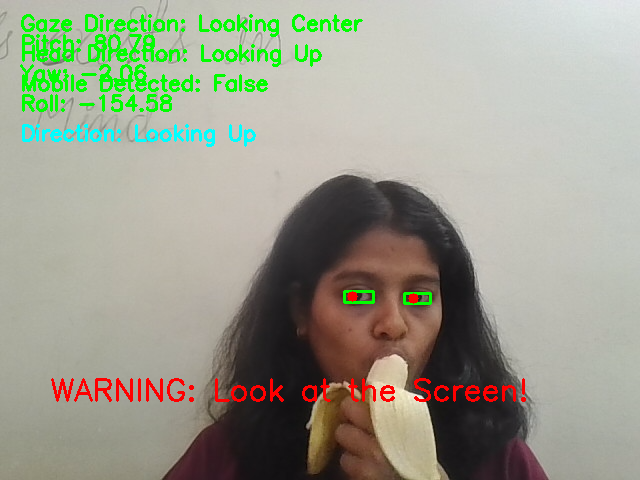 Gaze Direction: Looking Center
Pitch: 80.79
Head Direction: Looking Up
Yaw: -2.06
Mobile Detected: False
Roll: -154.58
Mind
Direction: Looking Up
WARNING: Look at the Screen!